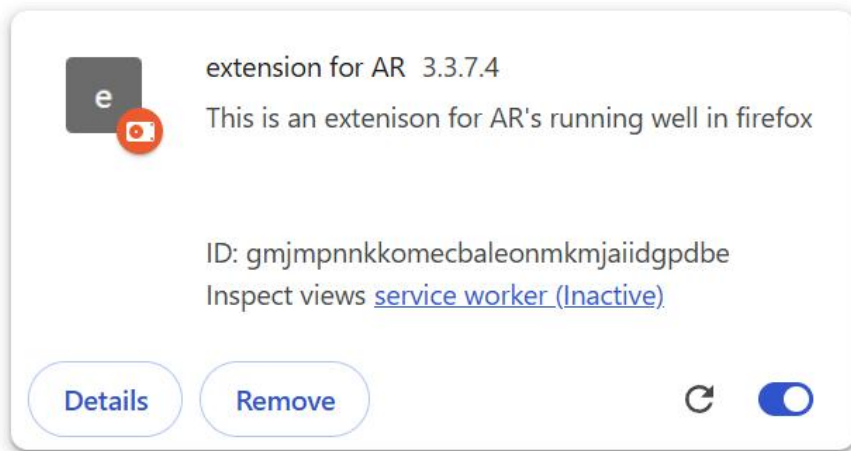 e
extension for AR 3.3.7.4
This is an extenison for AR's running well in firefox
ID: gmjmpnnkkomecbaleonmkmjaiidgpdbe
Inspect views service worker (Inactive)
Details Remove